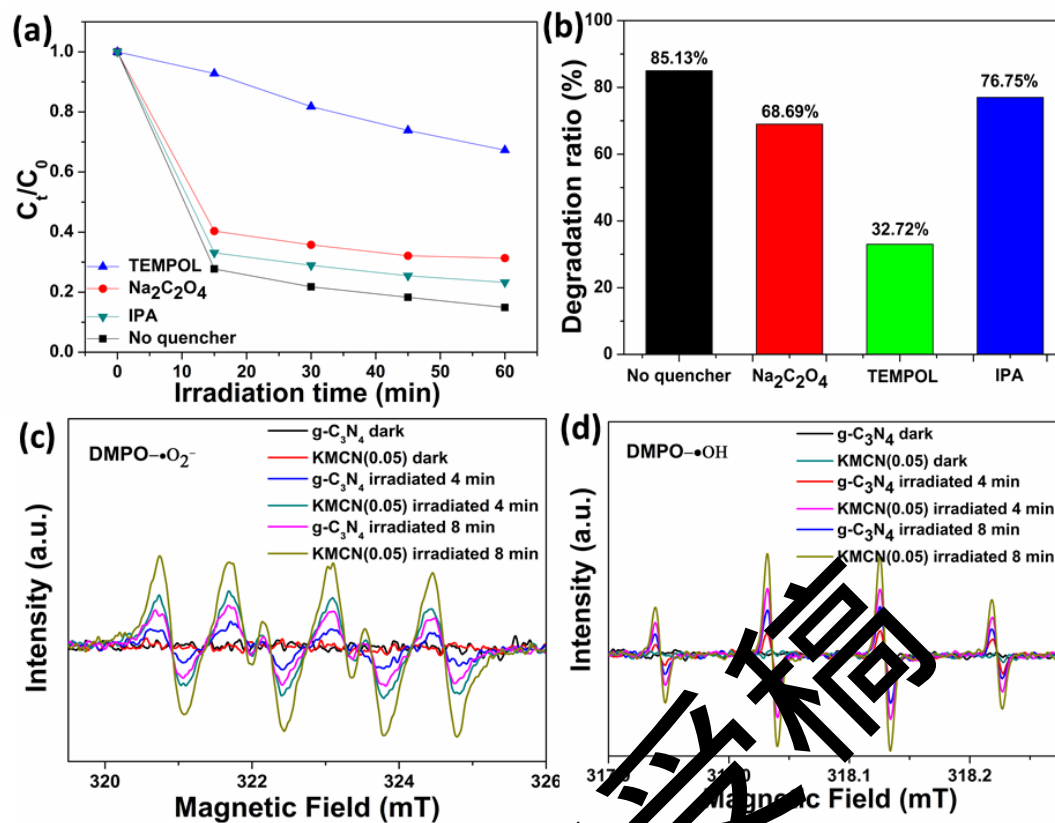 (a)
1.0
0.8
0.6
0.4
0.2
0.0
Ct/C0
TEMPOL
Na2C2O4
IPA
No quencher
0 10 20 30 40 50 60
Irradiation time (min)
(b)
100
80
60
40
20
0
Degradation ratio (%)
85.13%
68.69%
32.72%
76.75%
No quencher Na2C2O4 TEMPOL IPA
(c)
DMPO–•O2−
g-C3N4 dark
KMCN(0.05) dark
g-C3N4 irradiated 4 min
KMCN(0.05) irradiated 4 min
g-C3N4 irradiated 8 min
KMCN(0.05) irradiated 8 min
Intensity (a.u.)
320 322 324 326
Magnetic Field (mT)
(d)
DMPO–•OH
g-C3N4 dark
KMCN(0.05) dark
g-C3N4 irradiated 4 min
KMCN(0.05) irradiated 4 min
g-C3N4 irradiated 8 min
KMCN(0.05) irradiated 8 min
Intensity (a.u.)
318.1 318.2
Magnetic Field (mT)
稿